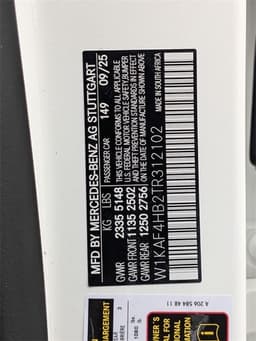 MFD BY MERCEDES-BENZ AG STUTTGART
PASSENGER CAR 149 09/25
KG LBS
GVWR 2335 5148
GAWR FRONT 1135 2502
GAWR REAR 1250 2756
THIS VEHICLE CONFORMS TO ALL APPLICABLE
U.S. FEDERAL MOTOR VEHICLE SAFETY, BUMPER
AND THEFT PREVENTION STANDARDS IN EFFECT
ON THE DATE OF MANUFACTURE SHOWN ABOVE
W1KAF4HB2TR312102
MADE IN SOUTH AFRICA
A 206 584 48 11